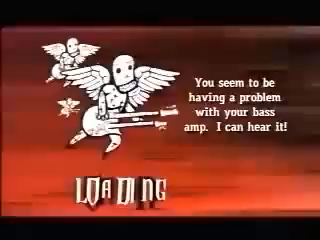 You seem to be
having a problem
with your bass
amp. I can hear it!
LOADING